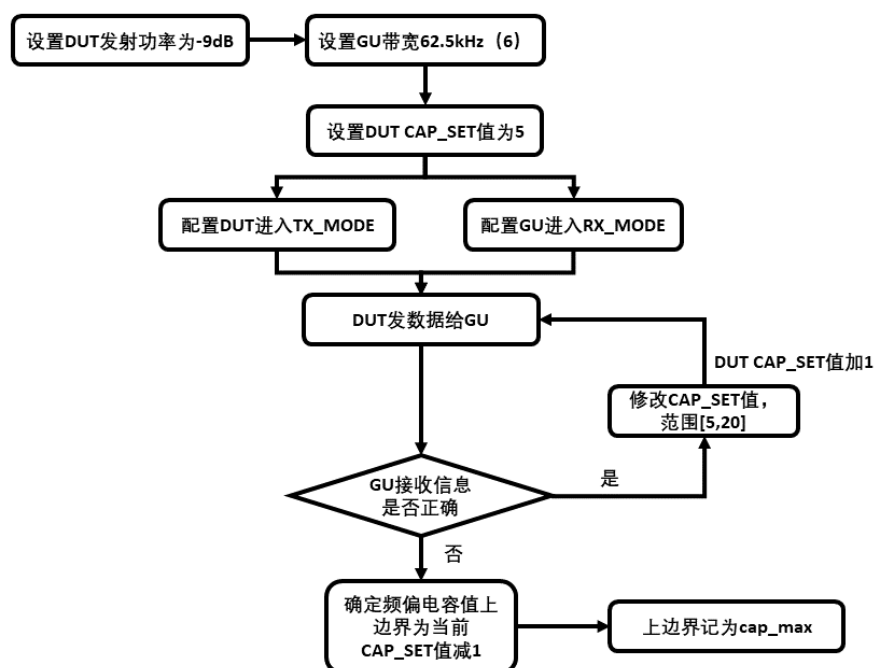 设置DUT发射功率为-9dB
设置GU带宽62.5kHz（6）
设置DUT CAP_SET值为5
配置DUT进入TX_MODE
配置GU进入RX_MODE
DUT发数据给GU
DUT CAP_SET值加1
修改CAP_SET值，
范围[5,20]
GU接收信息
是否正确
是
否
确定频偏电容值上
边界为当前
CAP_SET值减1
上边界记为cap_max